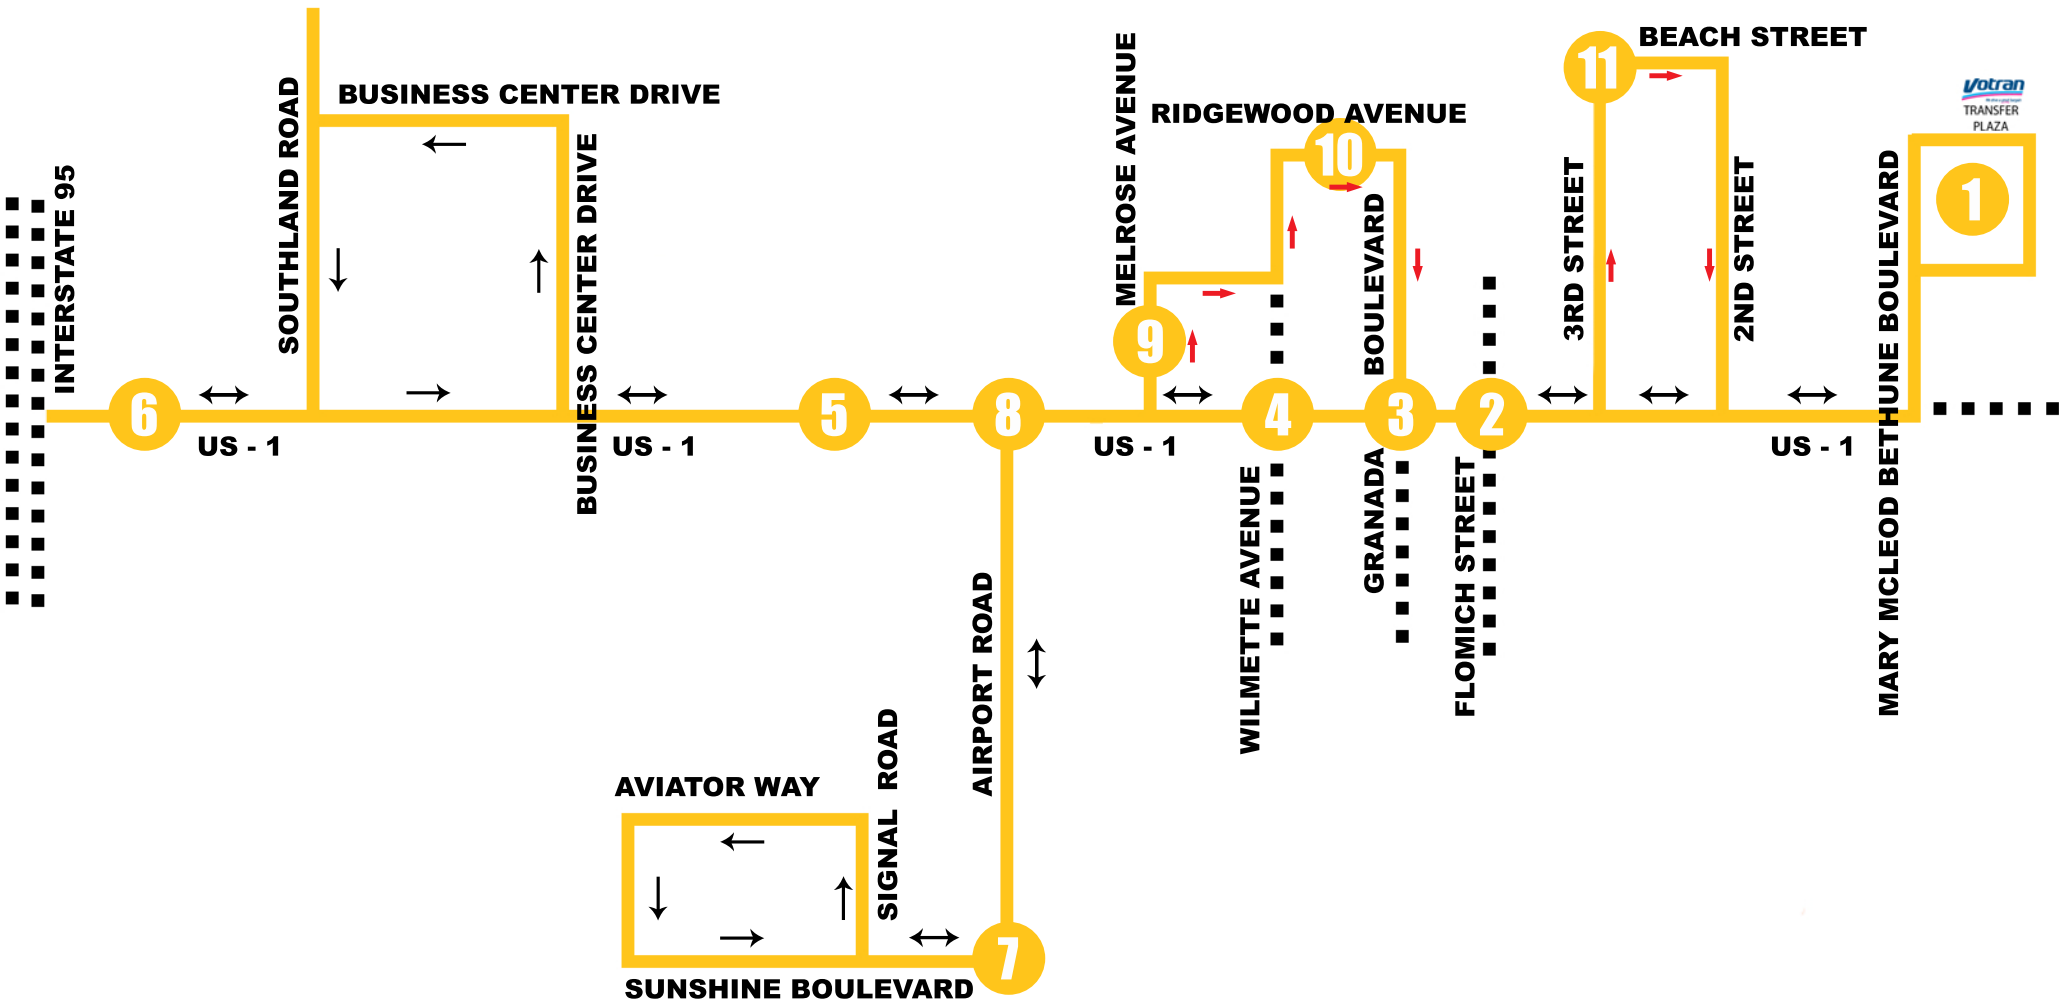 BEACH STREET
11
Votran
TRANSFER
PLAZA
BUSINESS CENTER DRIVE
RIDGEWOOD AVENUE
10
MELROSE AVENUE
SOUTHLAND ROAD
INTERSTATE 95
BUSINESS CENTER DRIVE
BOULEVARD
3RD STREET
2ND STREET
MARY MCLEOD BETHUNE BOULEVARD
1
9
6
5
8
4
3
2
US - 1
US - 1
US - 1
US - 1
WILMETTE AVENUE
GRANADA
FLOMICH STREET
AIRPORT ROAD
SIGNAL ROAD
AVIATOR WAY
7
SUNSHINE BOULEVARD